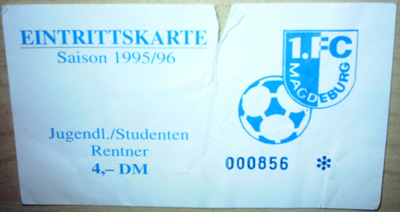 EINTRITTSKARTE
Saison 1995/96
Jugendl./Studenten
Rentner
4,– DM
1.FC
MAGDEBURG
000856 *